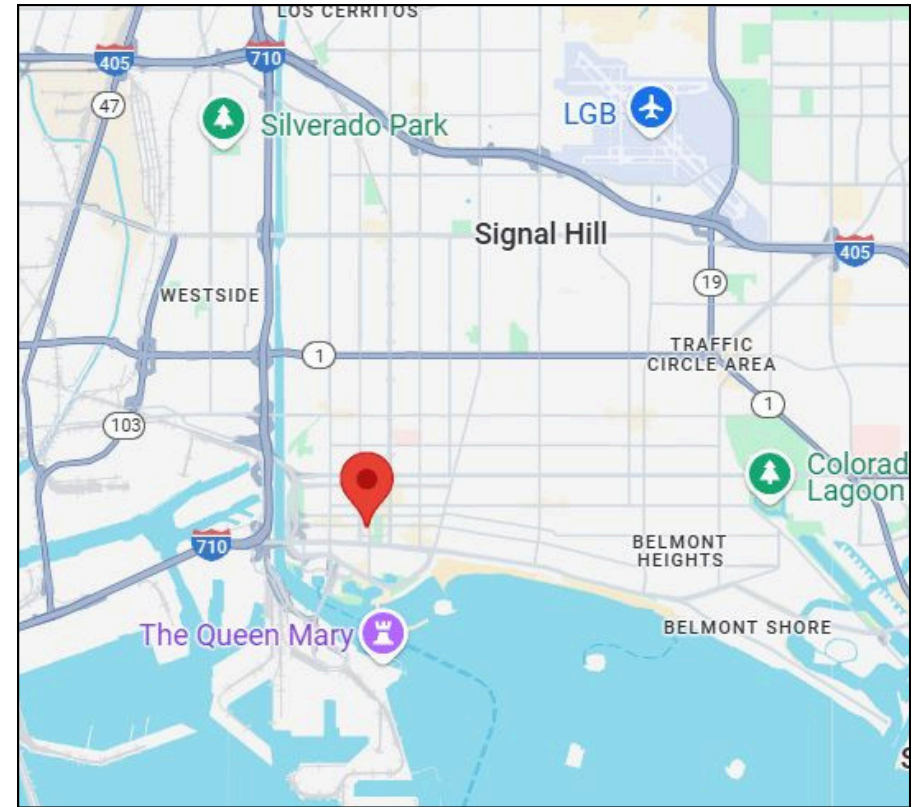 LOS CERRITOS
405
710
47
Silverado Park
LGB
Signal Hill
405
WESTSIDE
19
1
TRAFFIC
CIRCLE AREA
1
103
Colorad
Lagoon
710
BELMONT
HEIGHTS
The Queen Mary
BELMONT SHORE
S